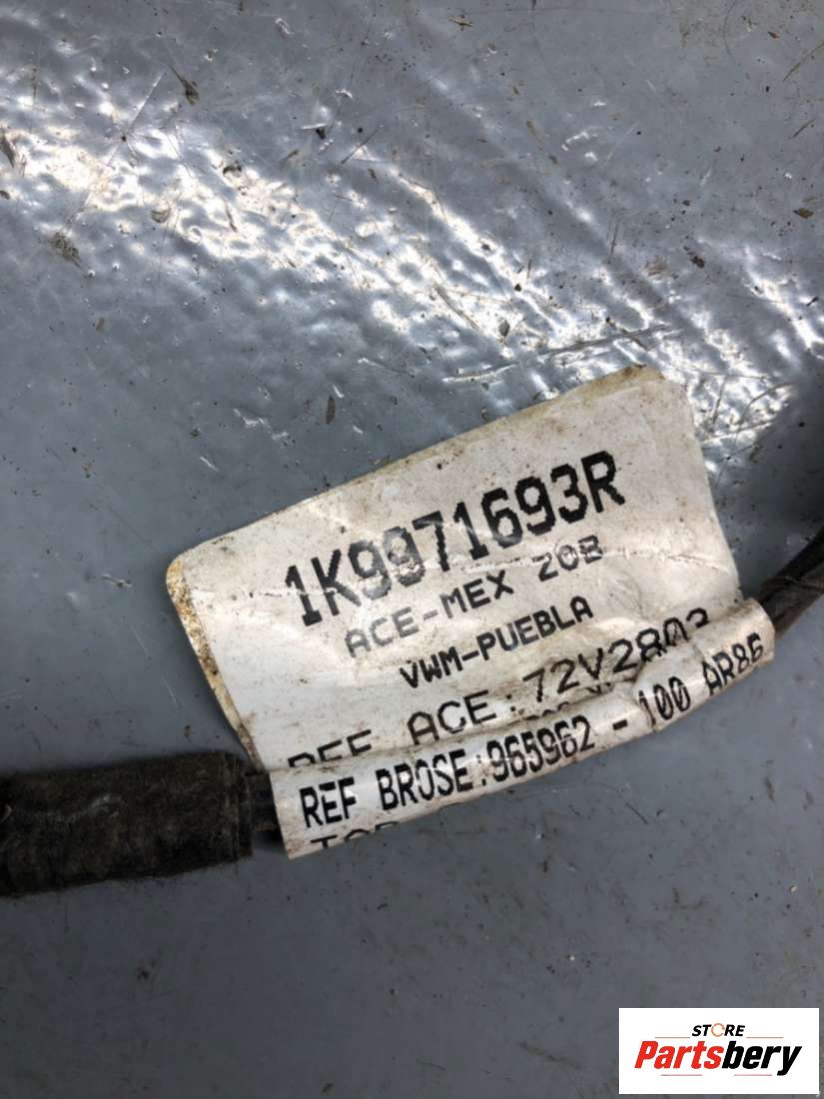 1K9971693R
ACE-MEX Z0B
VWM-PUEBLA
REF ACE: 72V2803
REF BROSE:965962 - 100 AR86
STORE
Partsbery